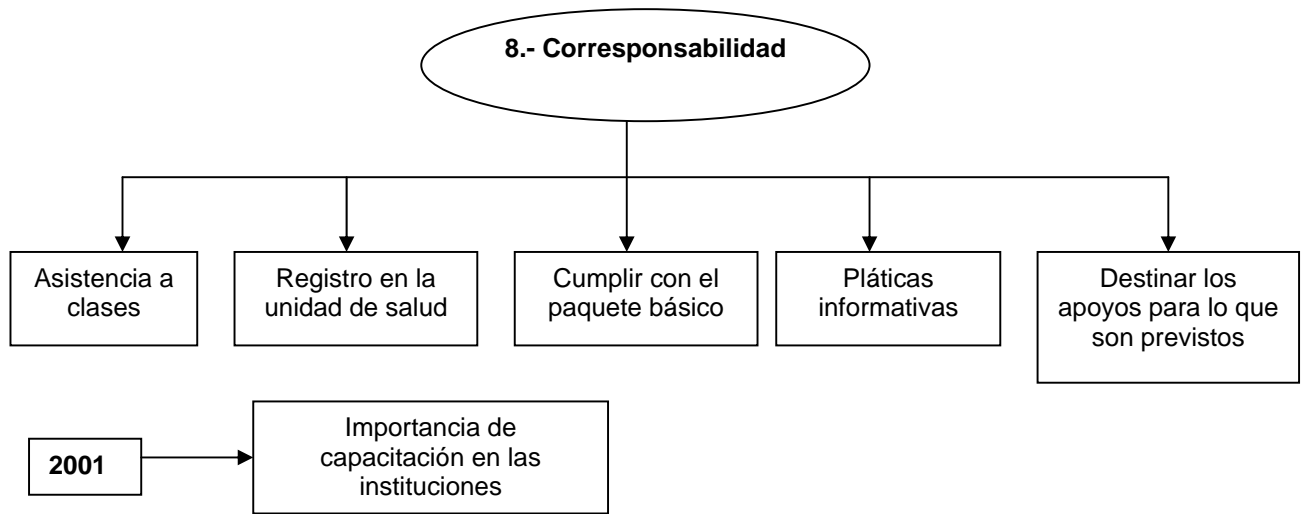 8.- Corresponsabilidad
Asistencia a
clases
Registro en la
unidad de salud
Cumplir con el
paquete básico
Pláticas
informativas
Destinar los
apoyos para lo que
son previstos
2001
Importancia de
capacitación en las
instituciones